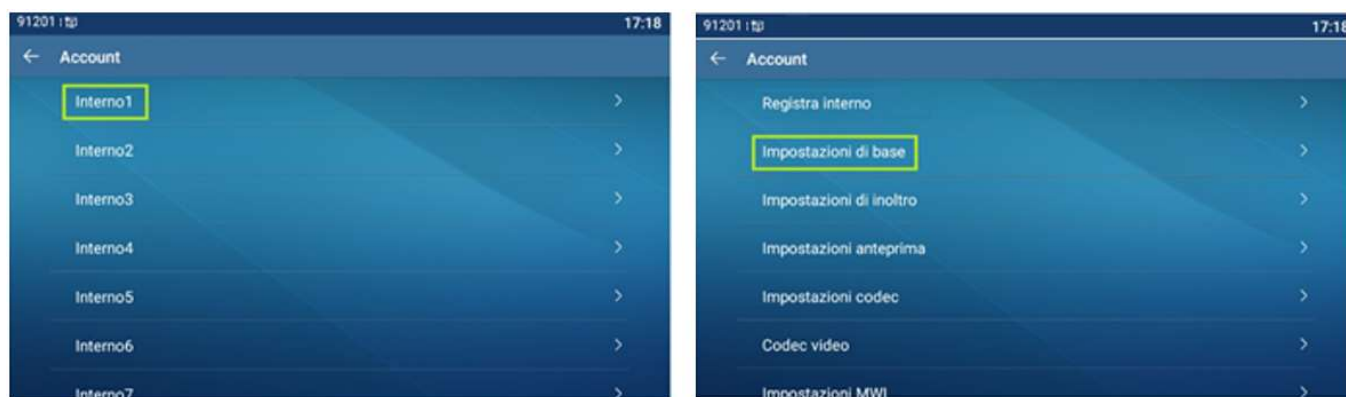 91201
17:18
← Account
Interno1
Interno2
Interno3
Interno4
Interno5
Interno6
Interno7
91201
17:18
← Account
Registra interno
Impostazioni di base
Impostazioni di inoltro
Impostazioni anteprima
Impostazioni codec
Codec video
Impostazioni MWI